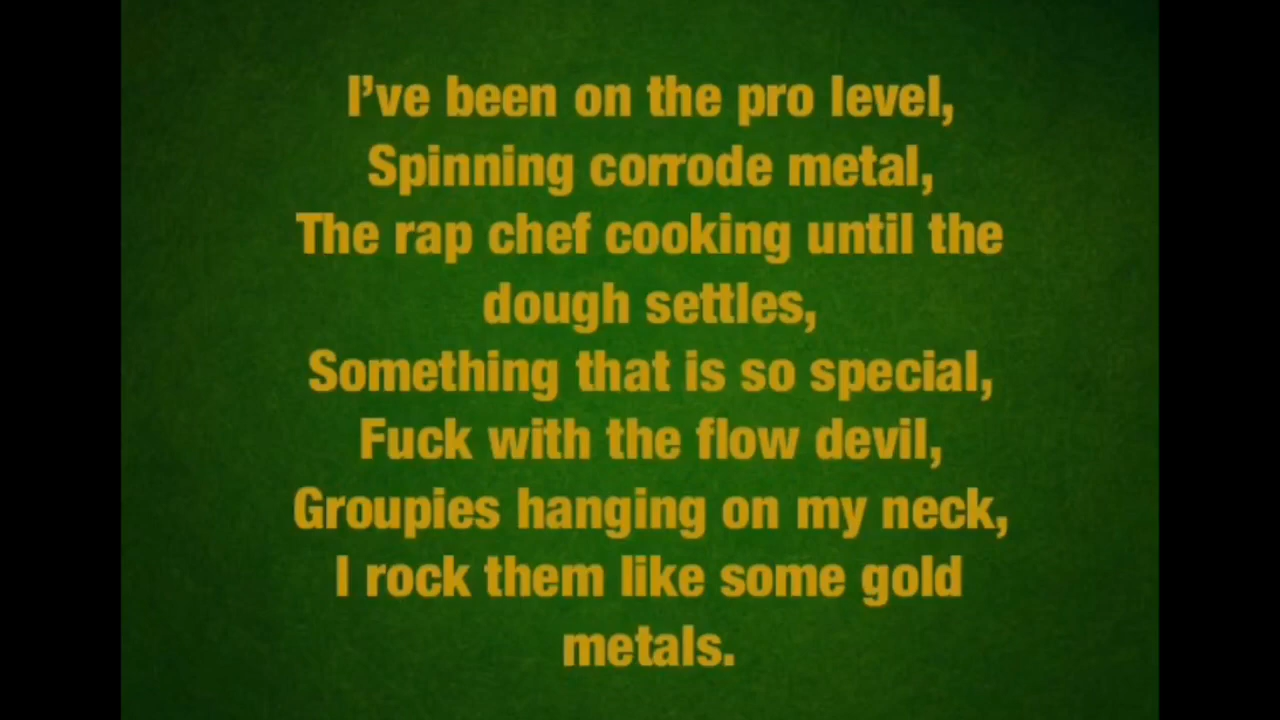 I’ve been on the pro level,
Spinning corrode metal,
The rap chef cooking until the
dough settles,
Something that is so special,
Fuck with the flow devil,
Groupies hanging on my neck,
I rock them like some gold
metals.